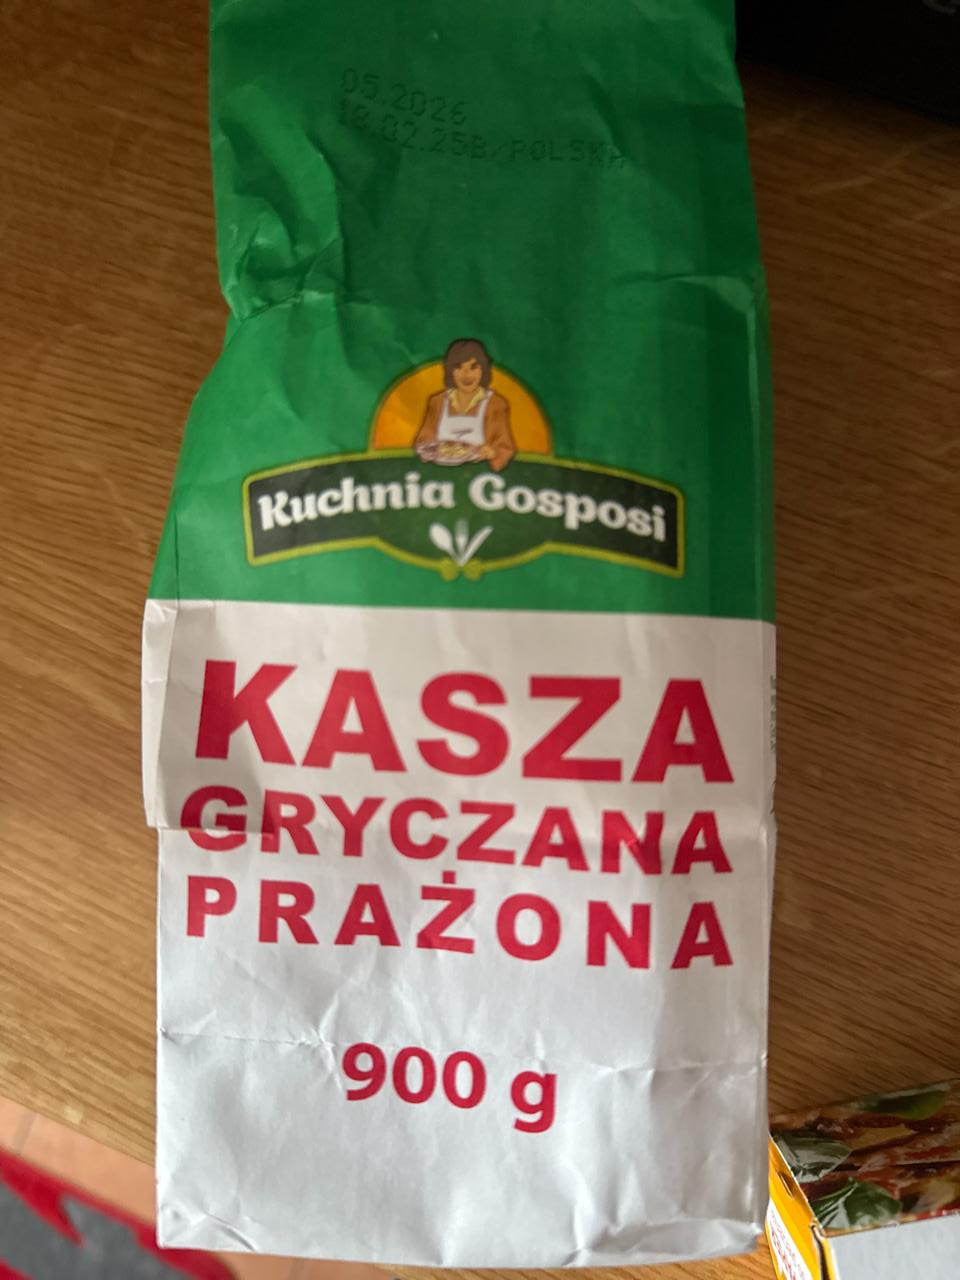 05.2026
18.02.25B/POLSKA
Kuchnia Gosposi
KASZA
GRYCZANA
PRAŻONA
900 g